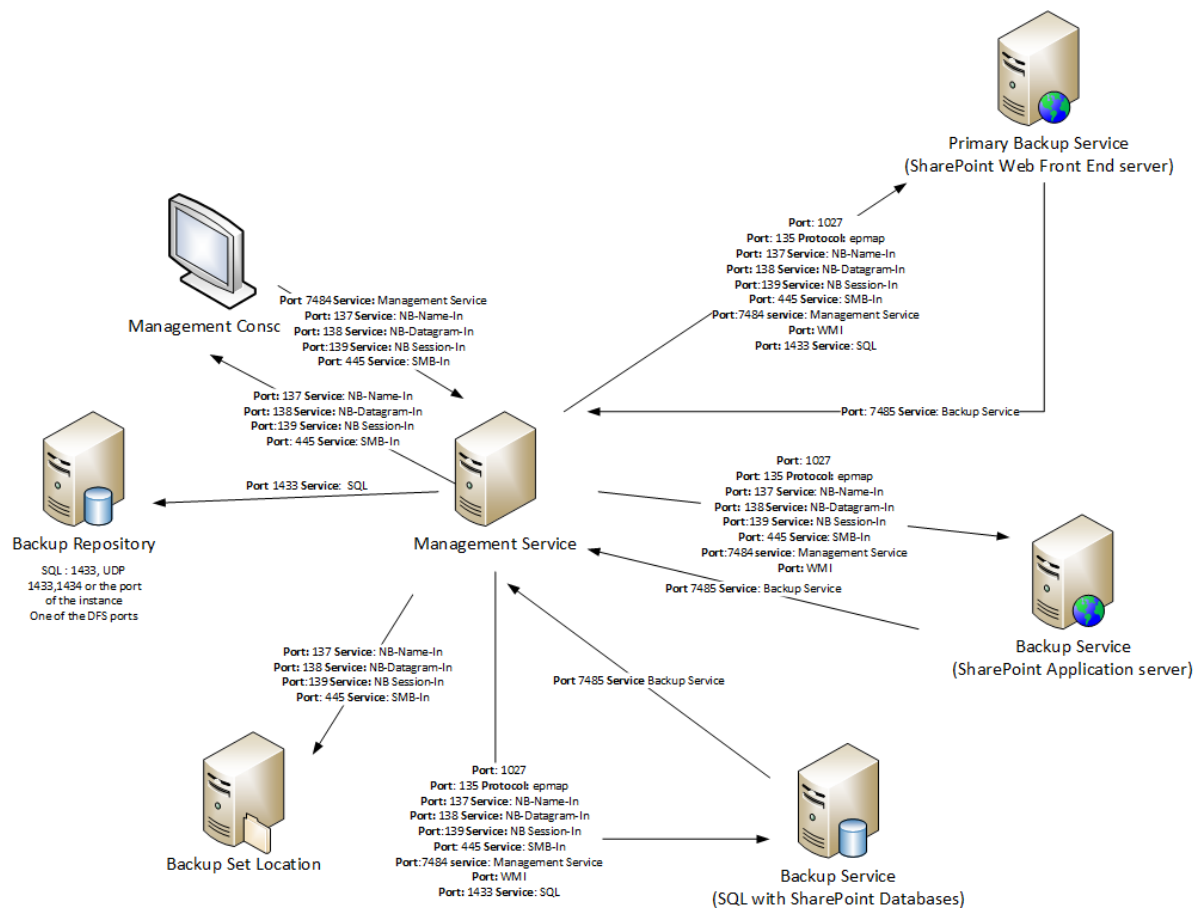 Primary Backup Service
(SharePoint Web Front End server)
Port: 1027
Port: 135 Protocol: epmap
Port: 137 Service: NB-Name-In
Port: 138 Service: NB-Datagram-In
Port:139 Service: NB Session-In
Port: 445 Service: SMB-In
Port:7484 service: Management Service
Port: WMI
Port: 1433 Service: SQL
Port 7484 Service: Management Service
Port: 137 Service: NB-Name-In
Port: 138 Service: NB-Datagram-In
Port:139 Service: NB Session-In
Port: 445 Service: SMB-In
Management Consc
Port: 137 Service: NB-Name-In
Port: 138 Service: NB-Datagram-In
Port:139 Service: NB Session-In
Port: 445 Service: SMB-In
Port: 7485 Service: Backup Service
Port 1433 Service: SQL
Backup Repository
SQL : 1433, UDP
1433,1434 or the port
of the instance
One of the DFS ports
Management Service
Port: 1027
Port: 135 Protocol: epmap
Port: 137 Service: NB-Name-In
Port: 138 Service: NB-Datagram-In
Port:139 Service: NB Session-In
Port: 445 Service: SMB-In
Port:7484 service: Management Service
Port: WMI
Port 7485 Service: Backup Service
Backup Service
(SharePoint Application server)
Port: 137 Service: NB-Name-In
Port: 138 Service: NB-Datagram-In
Port:139 Service: NB Session-In
Port: 445 Service: SMB-In
Port 7485 Service Backup Service
Backup Set Location
Port: 1027
Port: 135 Protocol: epmap
Port: 137 Service: NB-Name-In
Port: 138 Service: NB-Datagram-In
Port:139 Service: NB Session-In
Port: 445 Service: SMB-In
Port:7484 service: Management Service
Port: WMI
Port: 1433 Service: SQL
Backup Service
(SQL with SharePoint Databases)